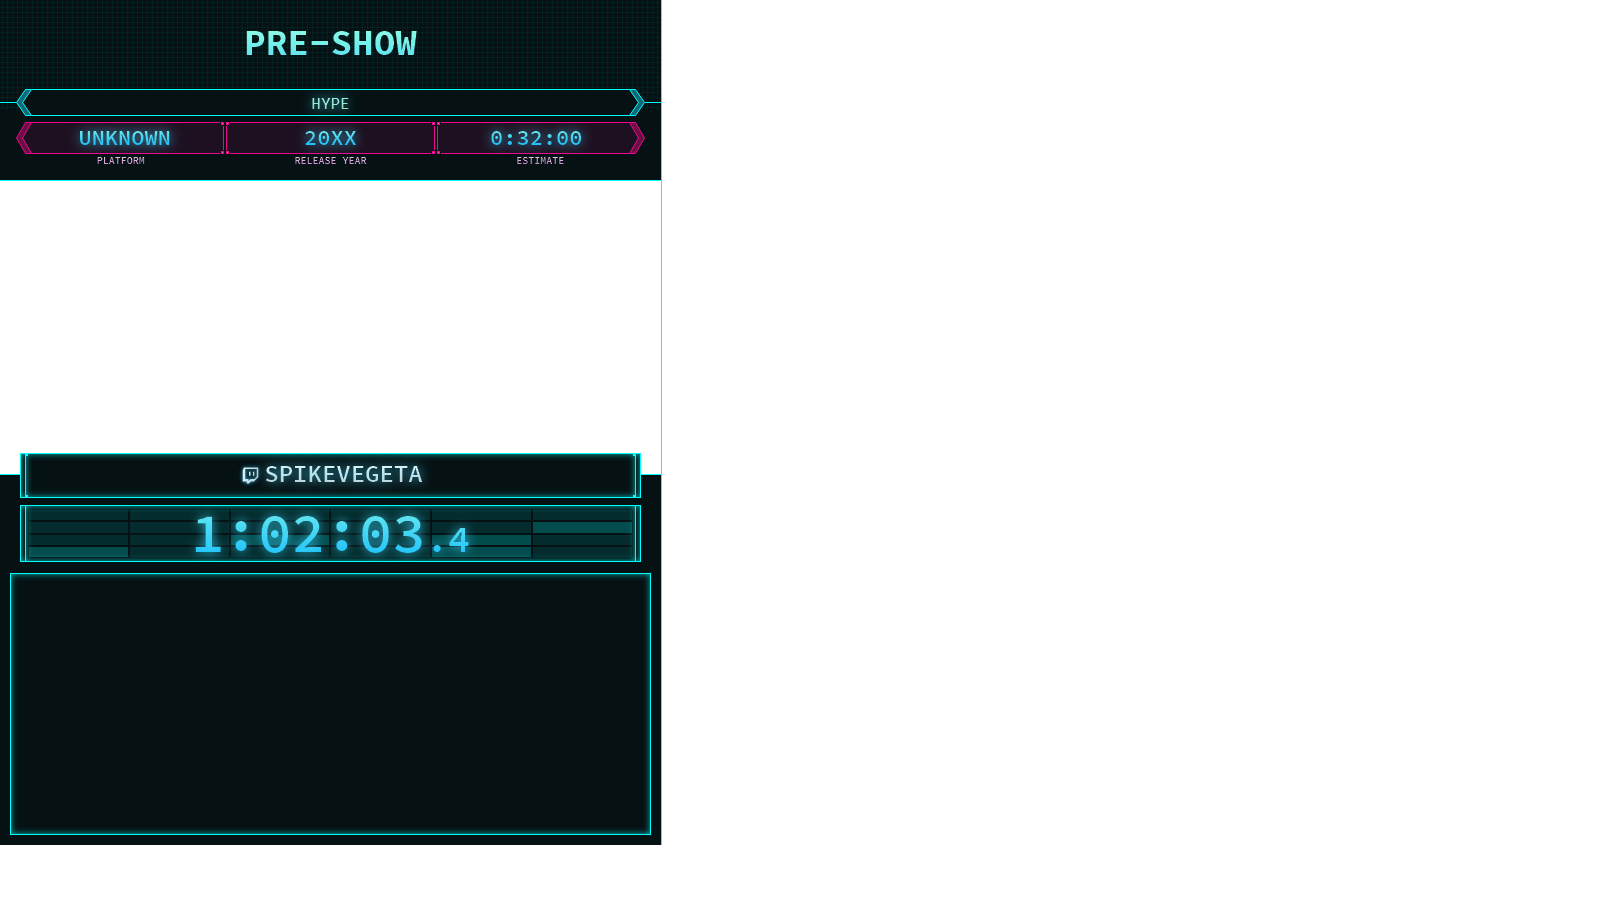 PRE-SHOW
HYPE
UNKNOWN 20XX 0:32:00
PLATFORM RELEASE YEAR ESTIMATE
SPIKEVEGETA
1:02:03.4